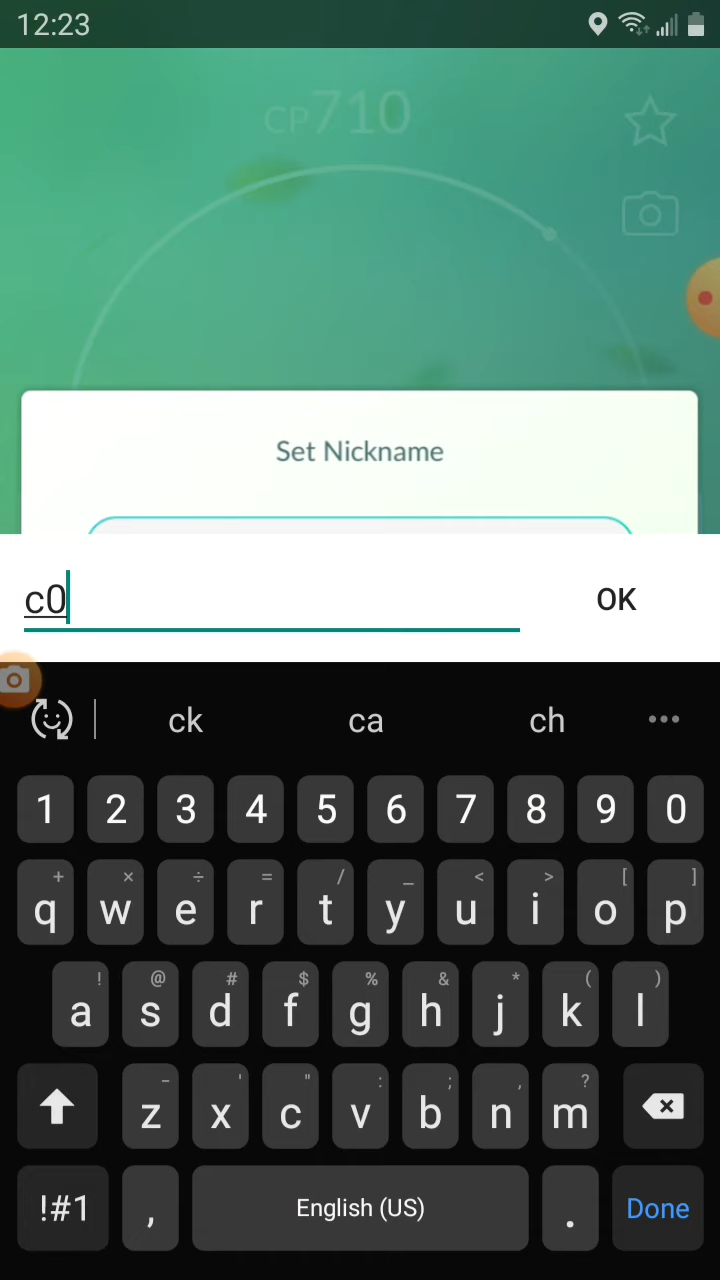 12:23
CP710
Set Nickname
c0
OK
ck ca ch
1 2 3 4 5 6 7 8 9 0
+ × ÷ = / _ < > [ ]
q w e r t y u i o p
! @ # $ % & * ( )
a s d f g h j k l
- ' " : ; , ?
z x c v b n m
!#1 , English (US) . Done